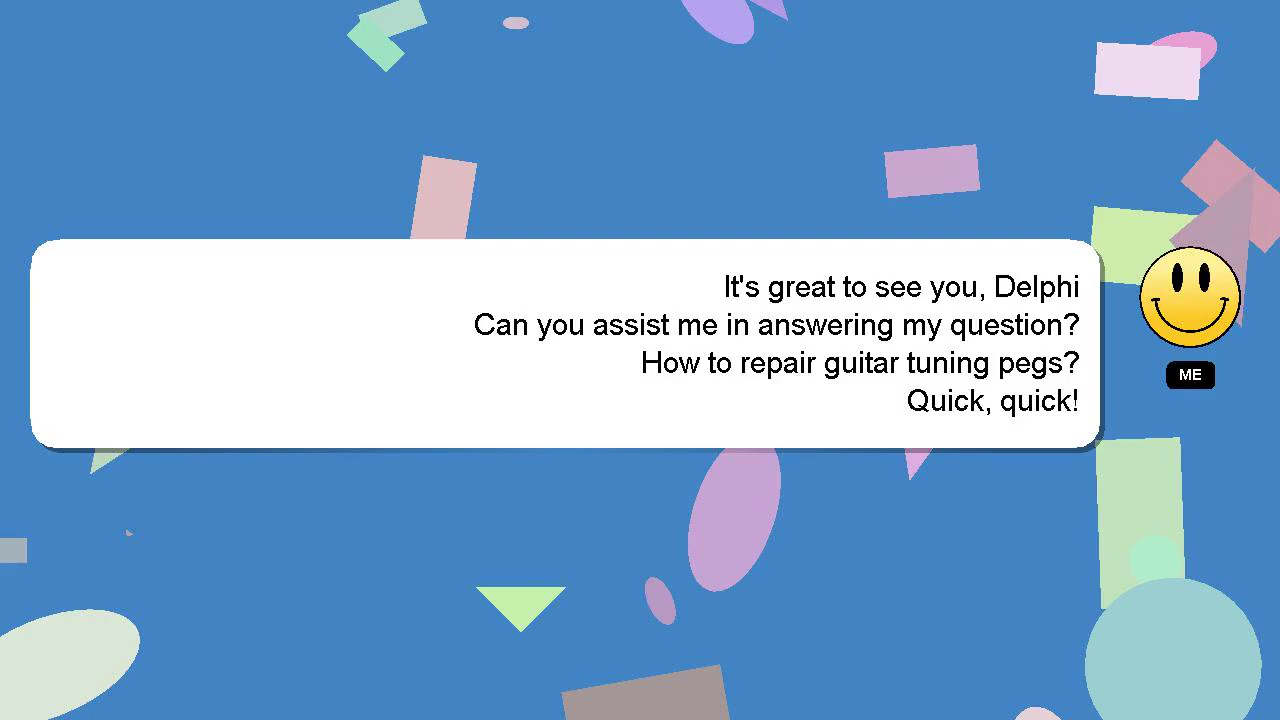 It's great to see you, Delphi
Can you assist me in answering my question?
How to repair guitar tuning pegs?
Quick, quick!
ME